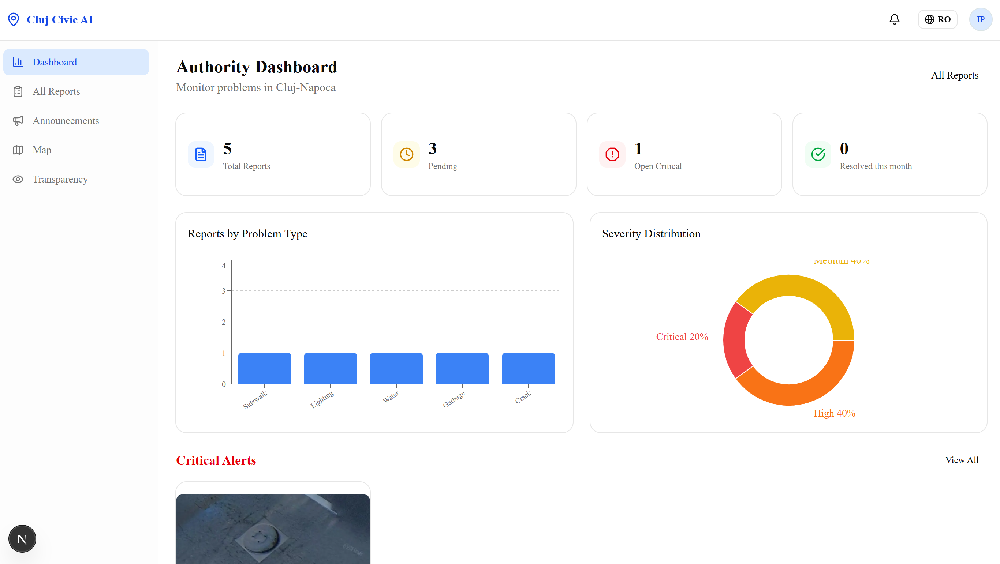 Cluj Civic AI
RO
IP
Dashboard
All Reports
Announcements
Map
Transparency
Authority Dashboard
Monitor problems in Cluj-Napoca
All Reports
5
Total Reports
3
Pending
1
Open Critical
0
Resolved this month
Reports by Problem Type
4
3
2
1
0
Sidewalk
Lighting
Water
Garbage
Crack
Severity Distribution
Medium 40%
Critical 20%
High 40%
Critical Alerts
View All
N